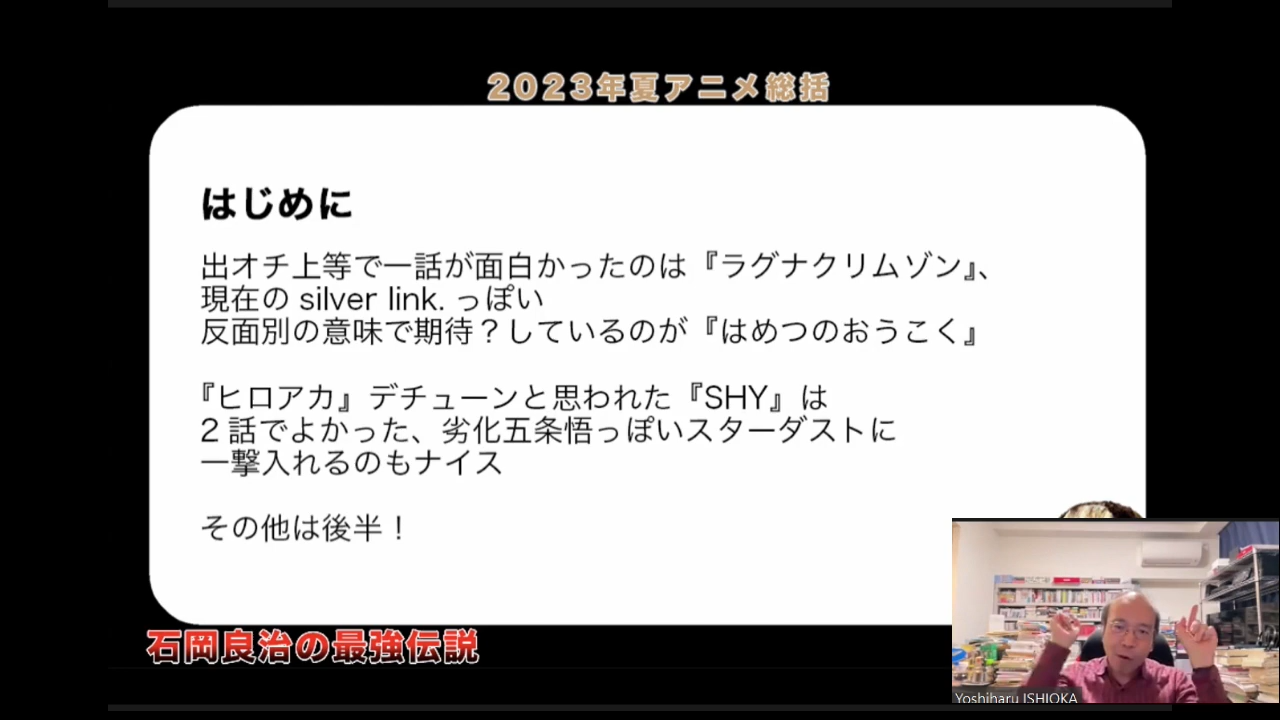 2023年夏アニメ総括
はじめに
出オチ上等で一話が面白かったのは『ラグナクリムゾン』、
現在の silver link. っぽい
反面別の意味で期待？しているのが『はめつのおうこく』
『ヒロアカ』デチューンと思われた『SHY』は
2 話でよかった、劣化五条悟っぽいスターダストに
一撃入れるのもナイス
その他は後半！
石岡良治の最強伝説
Yoshiharu ISHIOKA